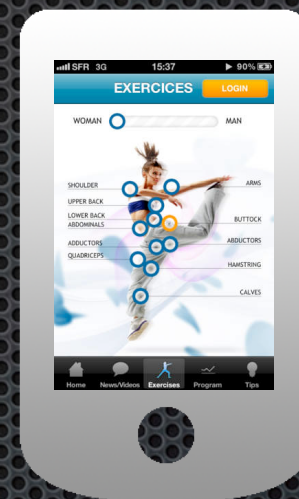 SFR 3G 15:37 90%
EXERCICES LOGIN
WOMAN MAN
SHOULDER ARMS
UPPER BACK
LOWER BACK BUTTOCK
ABDOMINALS
ADDUCTORS ABDUCTORS
QUADRICEPS HAMSTRING
CALVES
Home News/Videos Exercises Program Tips